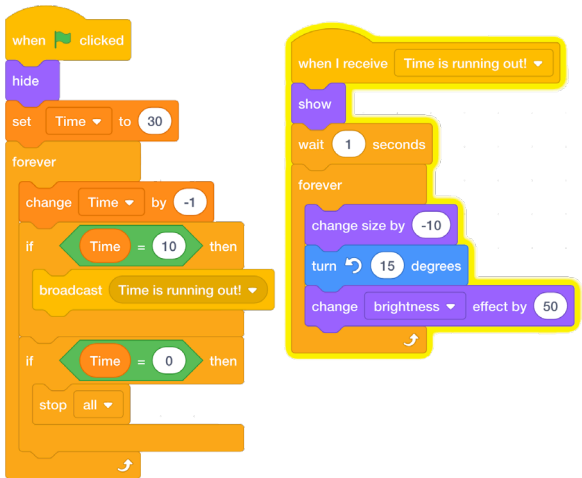 when clicked
hide
set Time to 30
forever
change Time by -1
if Time = 10 then
broadcast Time is running out!
if Time = 0 then
stop all
when I receive Time is running out!
show
wait 1 seconds
forever
change size by -10
turn 15 degrees
change brightness effect by 50